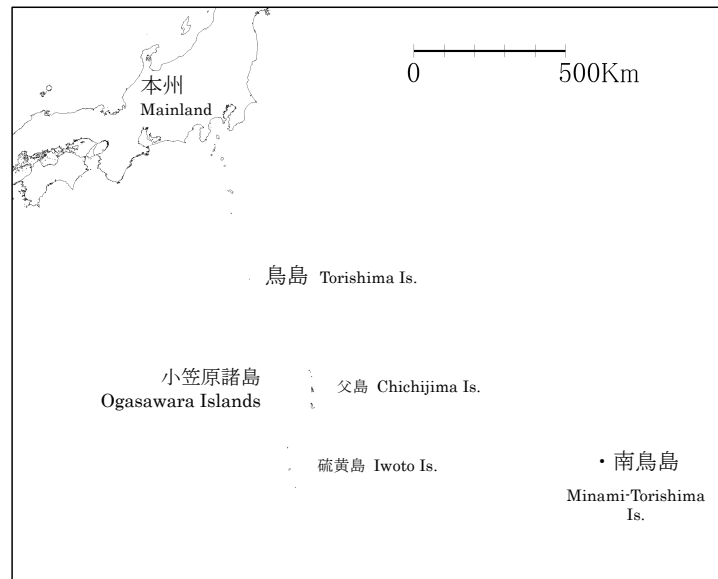 本州
Mainland
0 500Km
鳥島 Torishima Is.
小笠原諸島
Ogasawara Islands
父島 Chichijima Is.
硫黄島 Iwoto Is.
・南鳥島
Minami-Torishima
Is.